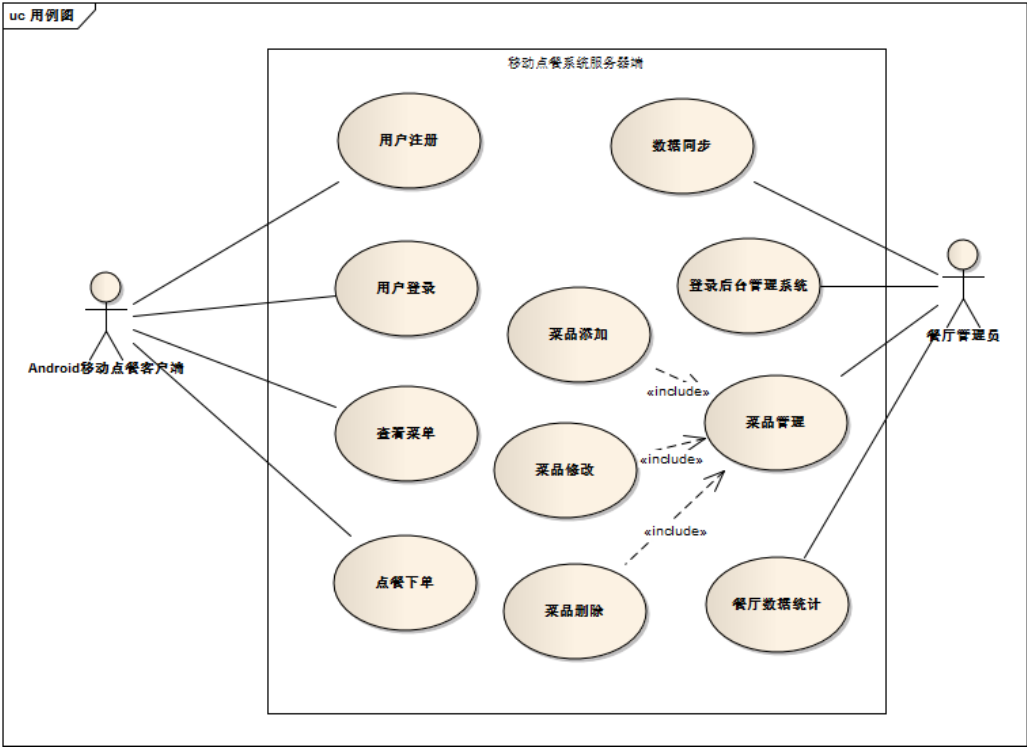 uc 用例图
移动点餐系统服务器端
用户注册
数据同步
用户登录
登录后台管理系统
菜品添加
餐厅管理员
Android移动点餐客户端
«include»
菜品管理
查看菜单
«include»
菜品修改
«include»
点餐下单
菜品删除
餐厅数据统计